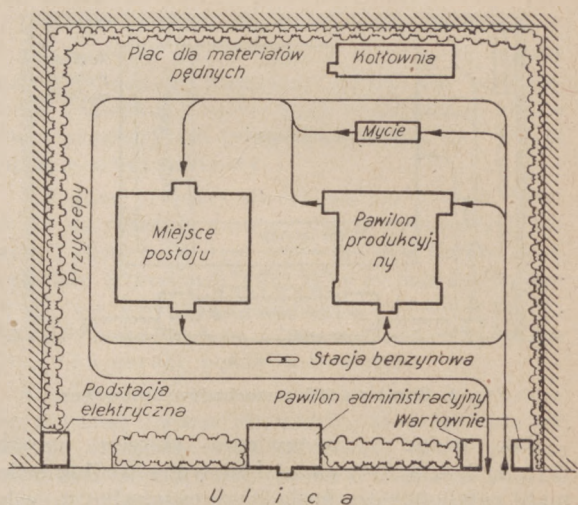 Plac dla materiałów
pędnych
Kotłownia
Mycie
Przyczepy
Miejsce
postoju
Pawilon
produkcyj-
ny
Stacja benzynowa
Podstacja
elektryczna
Pawilon administracyjny
Wartownie
Ulica